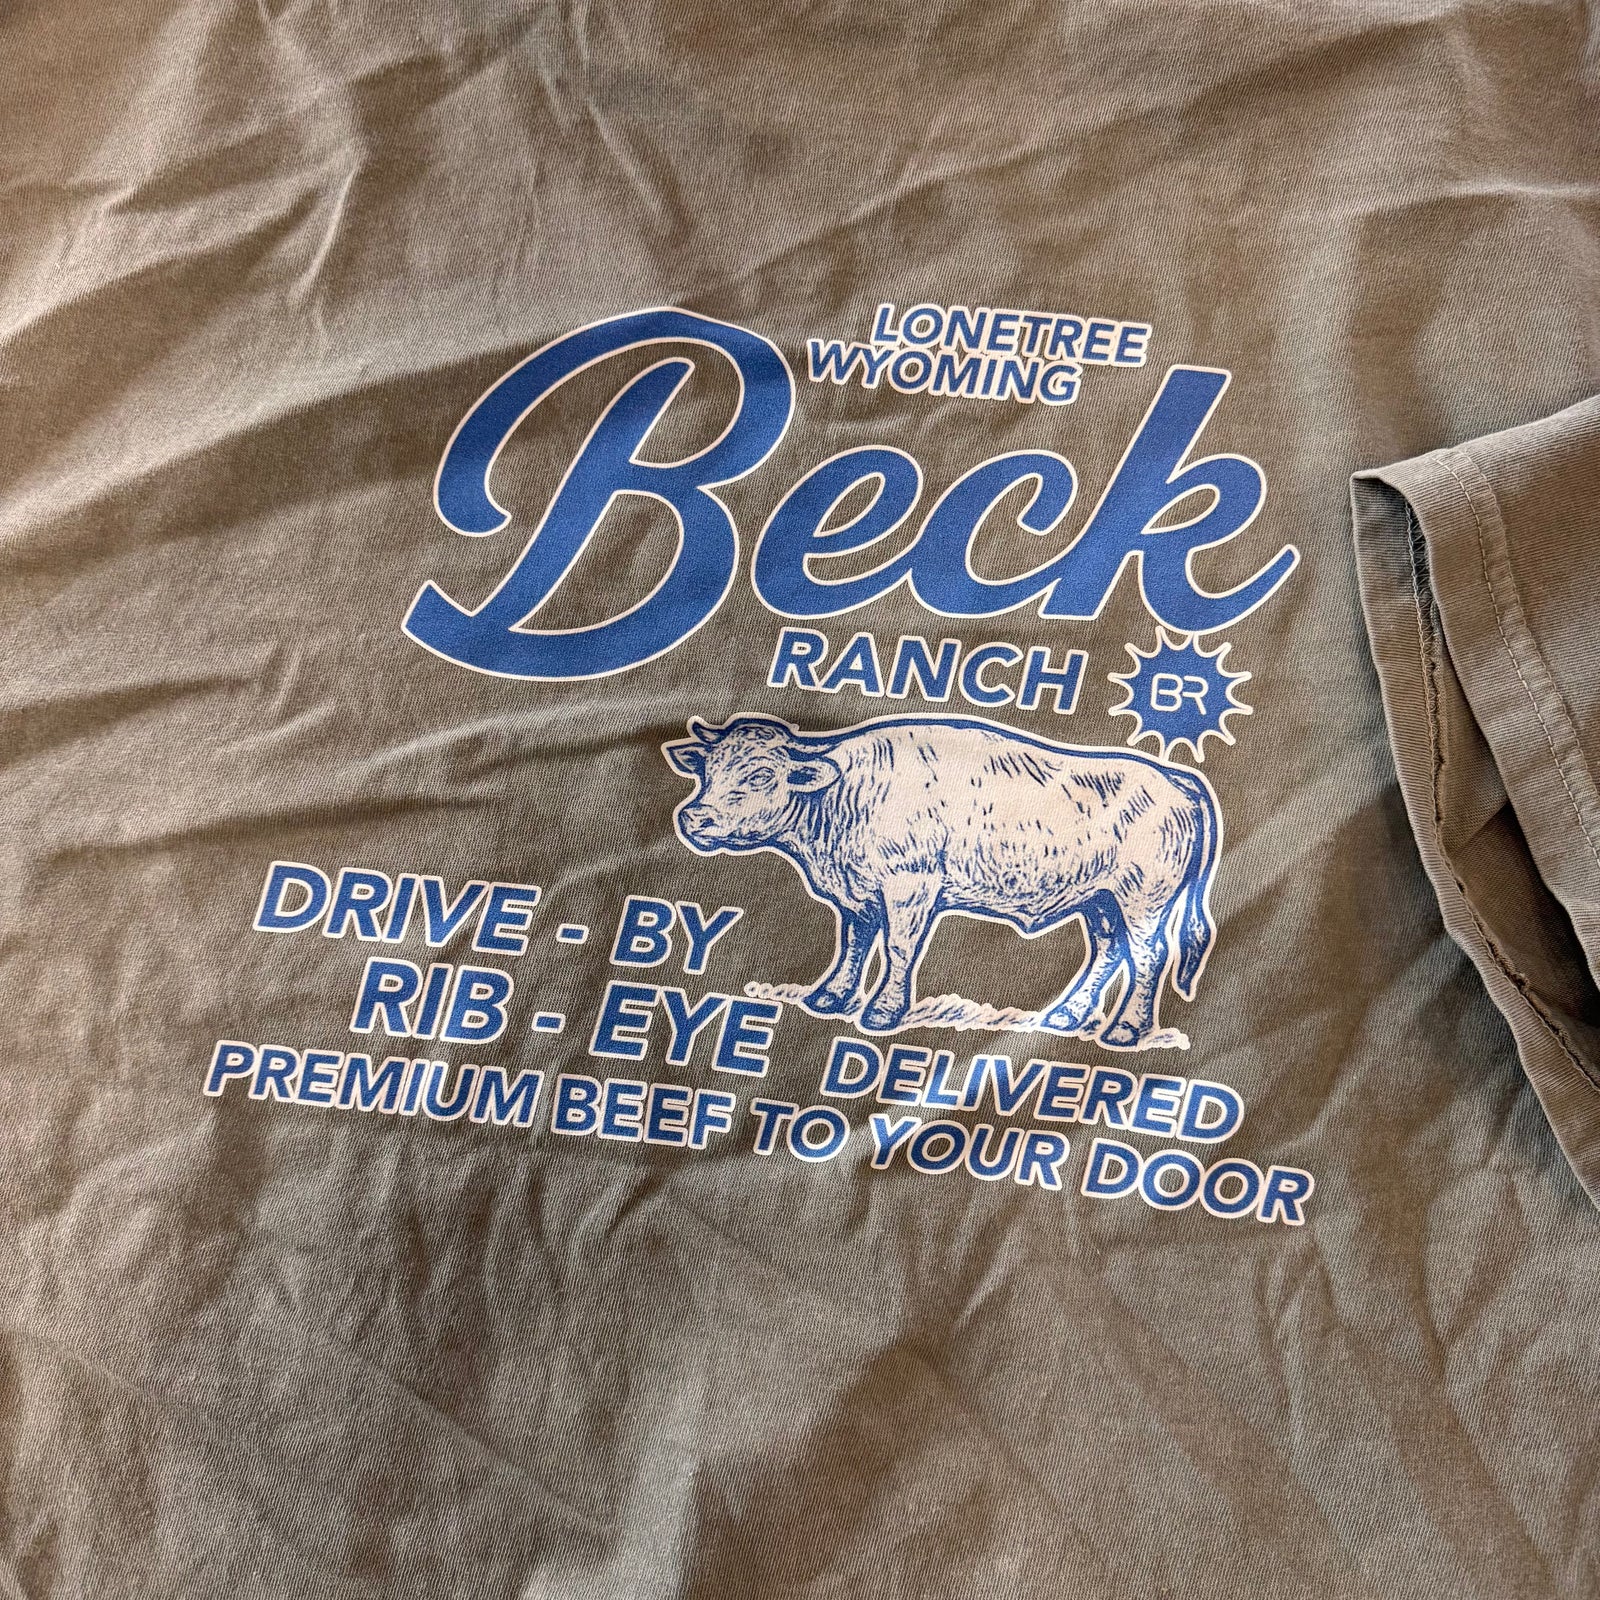 LONETREE
WYOMING
Beck
RANCH
BR
DRIVE - BY
RIB - EYE
DELIVERED
PREMIUM BEEF TO YOUR DOOR